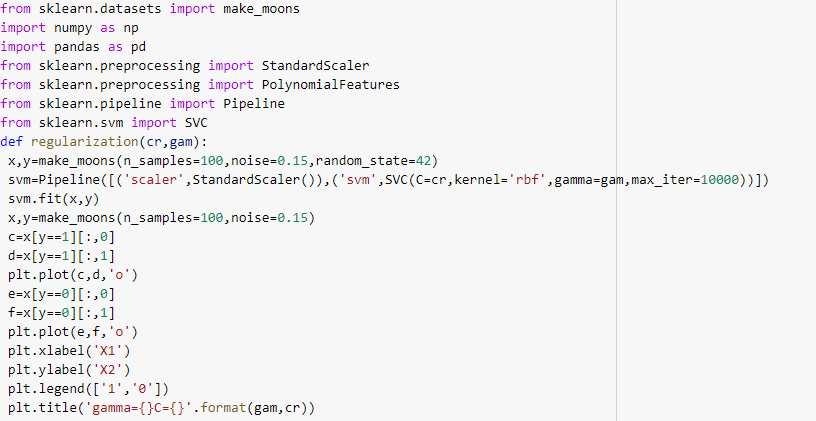 from sklearn.datasets import make_moons
import numpy as np
import pandas as pd
from sklearn.preprocessing import StandardScaler
from sklearn.preprocessing import PolynomialFeatures
from sklearn.pipeline import Pipeline
from sklearn.svm import SVC
def regularization(cr,gam):
 x,y=make_moons(n_samples=100,noise=0.15,random_state=42)
 svm=Pipeline([('scaler',StandardScaler()),('svm',SVC(C=cr,kernel='rbf',gamma=gam,max_iter=10000))])
 svm.fit(x,y)
 x,y=make_moons(n_samples=100,noise=0.15)
 c=x[y==1][:,0]
 d=x[y==1][:,1]
 plt.plot(c,d,'o')
 e=x[y==0][:,0]
 f=x[y==0][:,1]
 plt.plot(e,f,'o')
 plt.xlabel('X1')
 plt.ylabel('X2')
 plt.legend(['1','0'])
 plt.title('gamma={}C={}'.format(gam,cr))